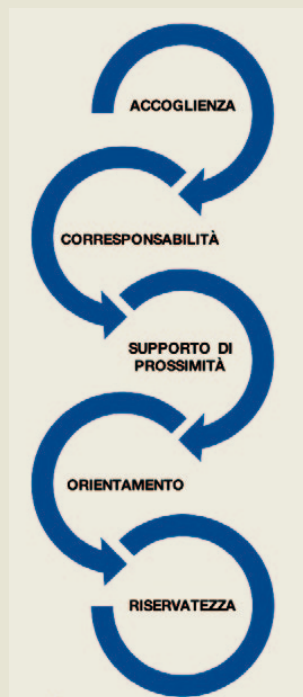 ACCOGLIENZA
CORRESPONSABILITÀ
SUPPORTO DI
PROSSIMITÀ
ORIENTAMENTO
RISERVATEZZA